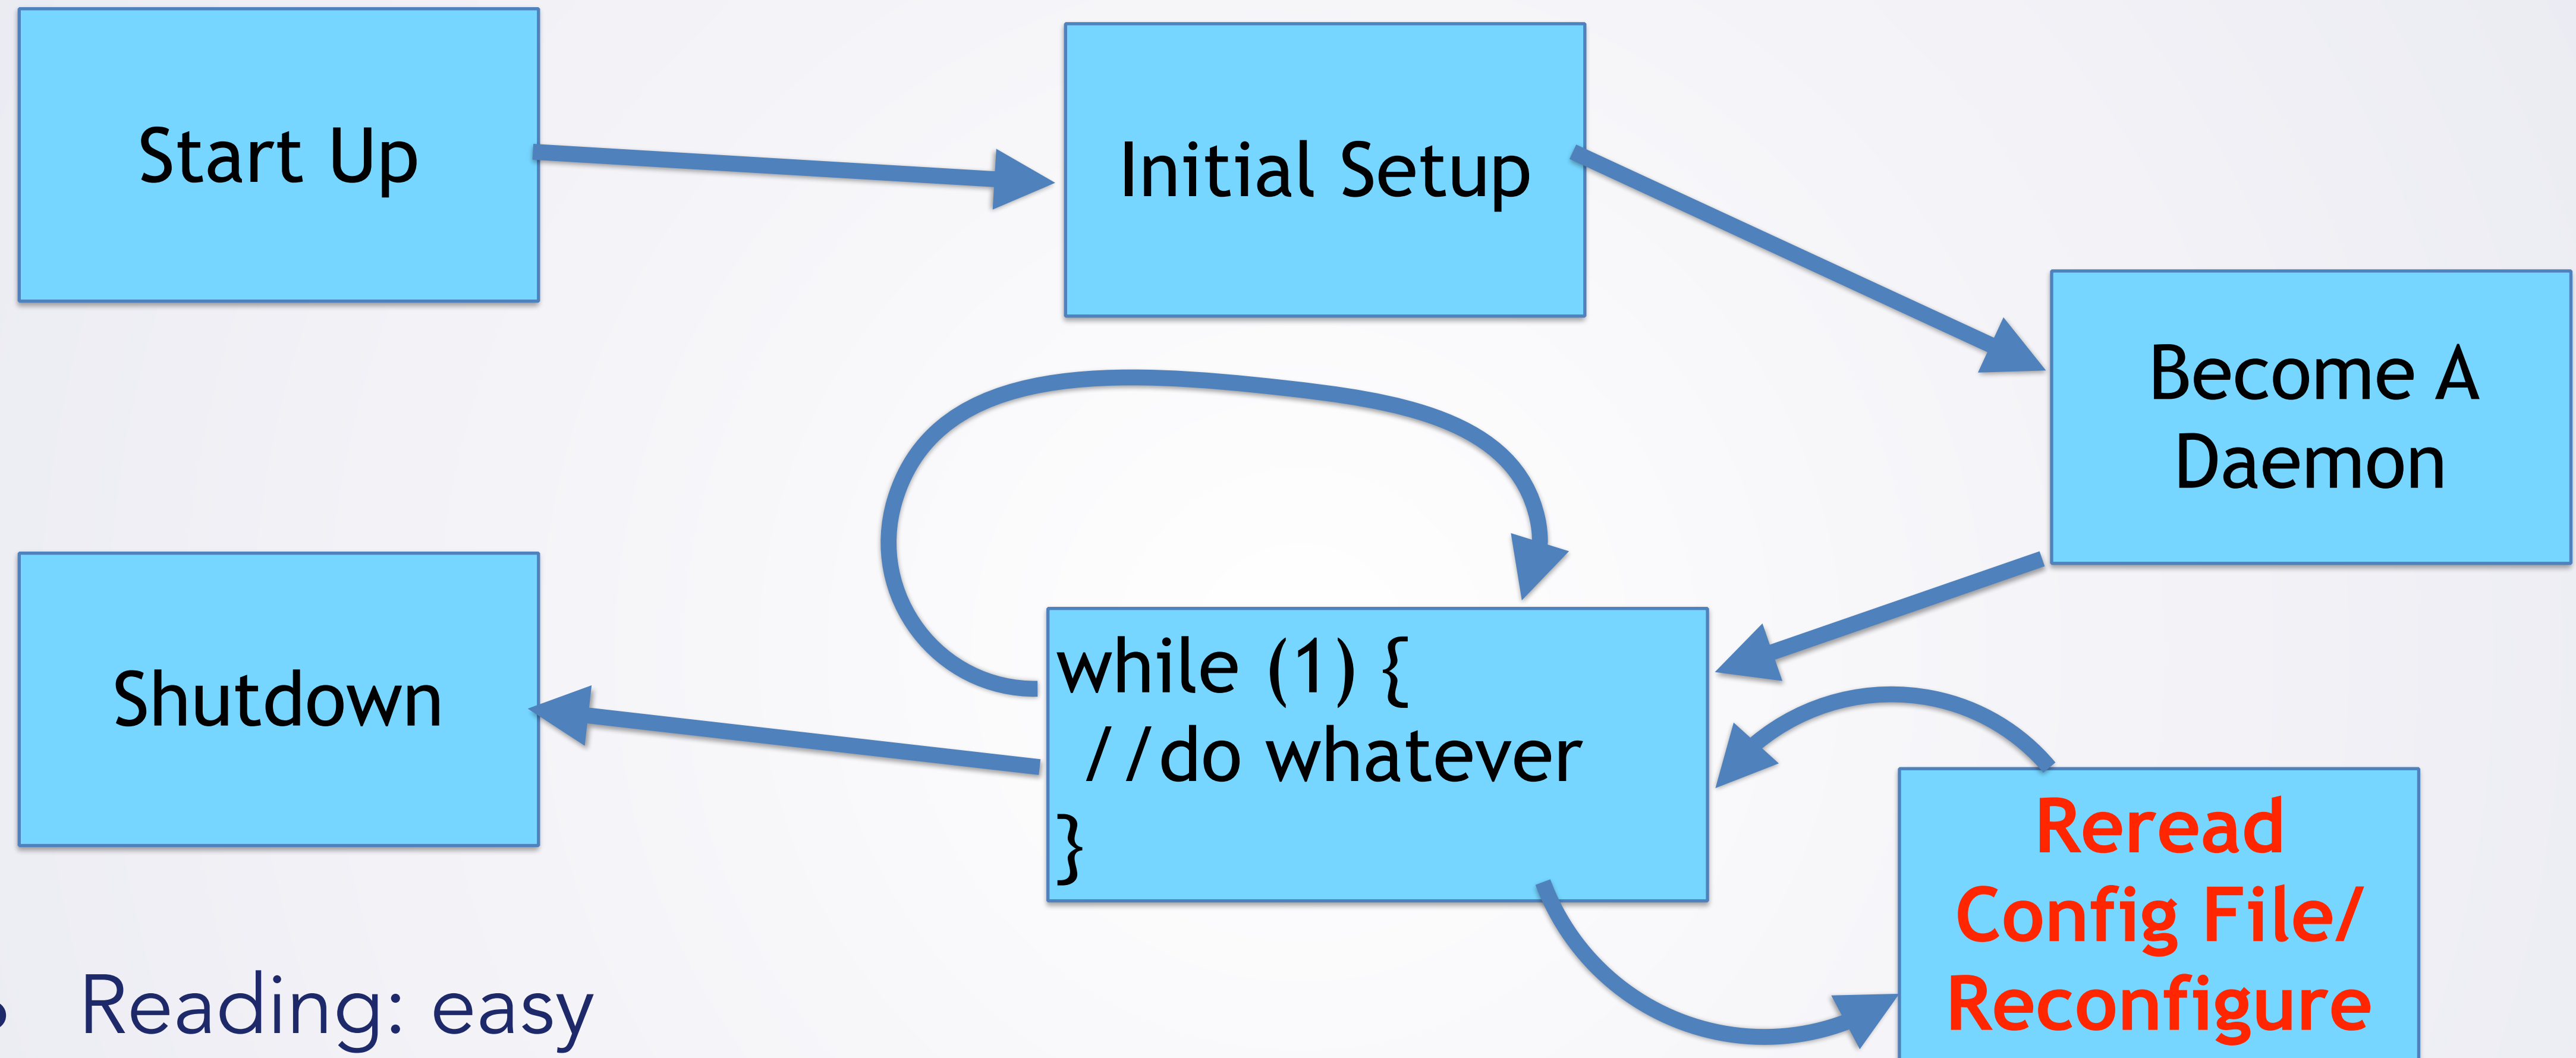 Start Up
Initial Setup
Become A
Daemon
Shutdown
while (1) {
//do whatever
}
Reread
Config File/
Reconfigure
• Reading: easy